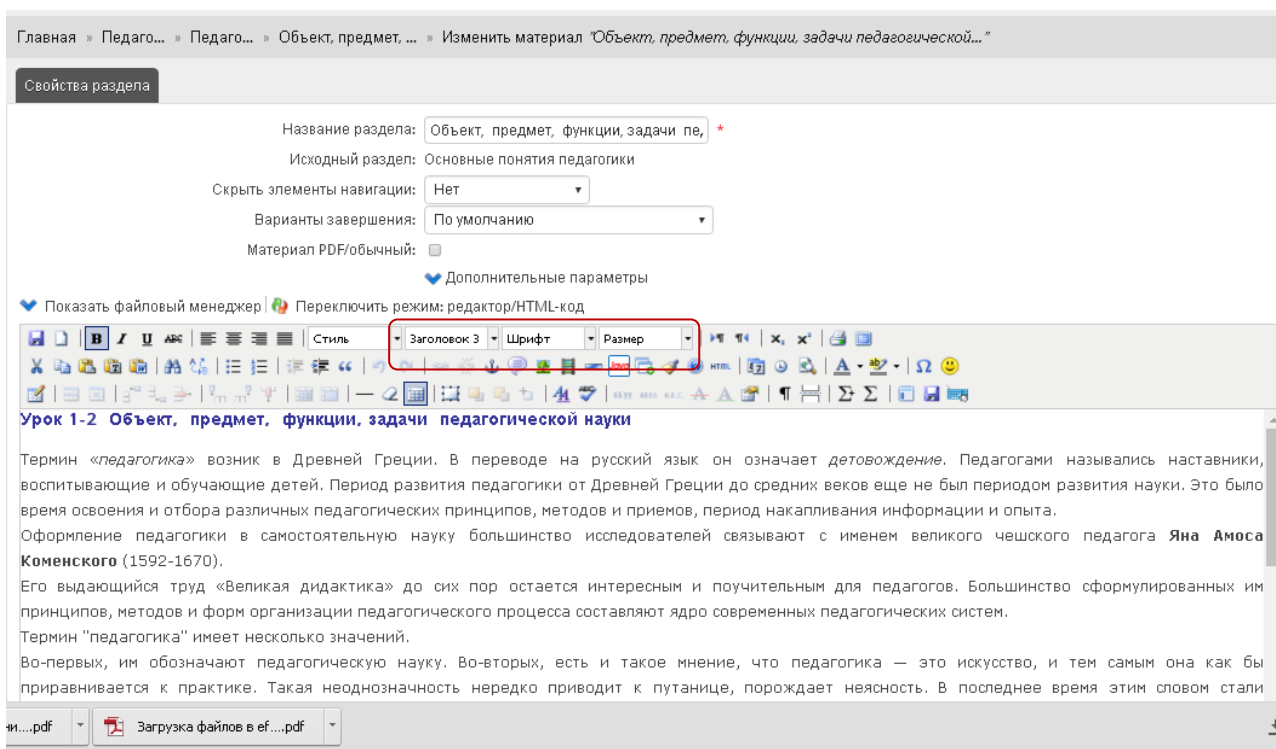 Главная » Педаго... » Педаго... » Объект, предмет, ... » Изменить материал "Объект, предмет, функции, задачи педагогической..."
Свойства раздела
Название раздела: Объект, предмет, функции, задачи пе, *
Исходный раздел: Основные понятия педагогики
Скрыть элементы навигации: Нет
Варианты завершения: По умолчанию
Материал PDF/обычный:
Дополнительные параметры
Показать файловый менеджер Переключить режим: редактор/HTML-код
B I U ABC Стиль Заголовок 3 Шрифт Размер
HTML
Урок 1-2 Объект, предмет, функции, задачи педагогической науки
Термин «педагогика» возник в Древней Греции. В переводе на русский язык он означает детовождение. Педагогами назывались наставники,
воспитывающие и обучающие детей. Период развития педагогики от Древней Греции до средних веков еще не был периодом развития науки. Это было
время освоения и отбора различных педагогических принципов, методов и приемов, период накапливания информации и опыта.
Оформление педагогики в самостоятельную науку большинство исследователей связывают с именем великого чешского педагога Яна Амоса
Коменского (1592-1670).
Его выдающийся труд «Великая дидактика» до сих пор остается интересным и поучительным для педагогов. Большинство сформулированных им
принципов, методов и форм организации педагогического процесса составляют ядро современных педагогических систем.
Термин "педагогика" имеет несколько значений.
Во-первых, им обозначают педагогическую науку. Во-вторых, есть и такое мнение, что педагогика — это искусство, и тем самым она как бы
приравнивается к практике. Такая неоднозначность нередко приводит к путанице, порождает неясность. В последнее время этим словом стали
ни....pdf Загрузка файлов в ef....pdf